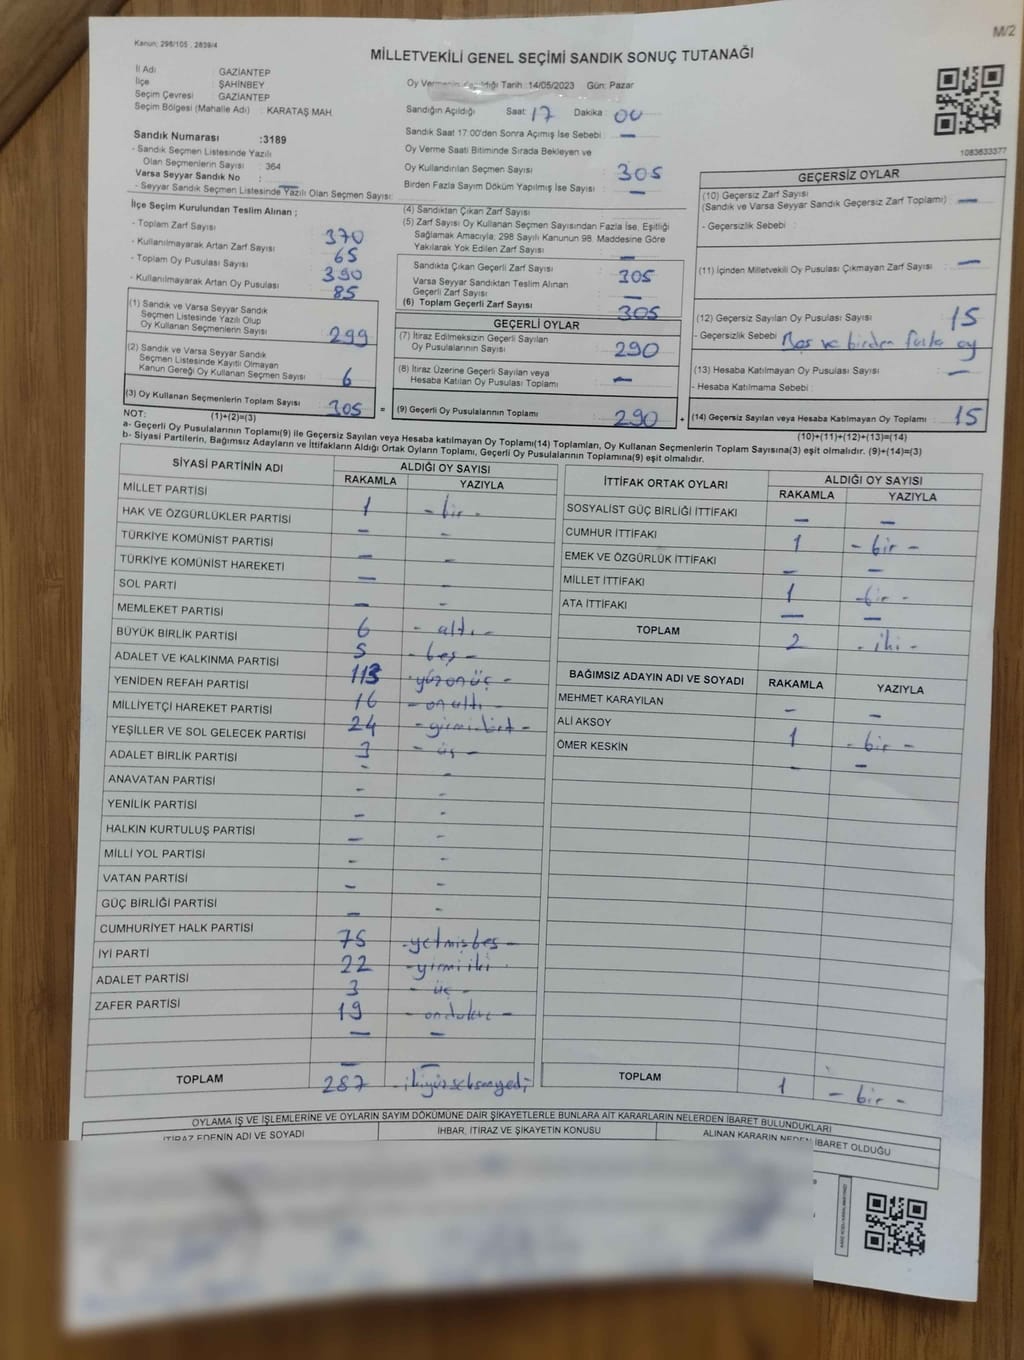 Kanun: 298/105 , 2839/4
M/2
MİLLETVEKİLİ GENEL SEÇİMİ SANDIK SONUÇ TUTANAĞI
İl Adı : GAZİANTEP
İlçe : ŞAHİNBEY
Seçim Çevresi : GAZİANTEP
Seçim Bölgesi (Mahalle Adı) : KARATAŞ MAH.
Sandık Numarası :3189
- Sandık Seçmen Listesinde Yazılı
Olan Seçmenlerin Sayısı : 364
Varsa Seyyar Sandık No : —
- Seyyar Sandık Seçmen Listesinde Yazılı Olan Seçmen Sayısı:
Oy Tarih :14/05/2023 Gün: Pazar
Sandığın Açıldığı Saat: 17 Dakika 00
Sandık Saat 17:00'den Sonra Açımış İse Sebebi : —
Oy Verme Saati Bitiminde Sırada Bekleyen ve
Oy Kullandırılan Seçmen Sayısı : 305
Birden Fazla Sayım Döküm Yapılmış İse Sayısı : —
1083633377
İlçe Seçim Kurulundan Teslim Alınan ;
- Toplam Zarf Sayısı : 370
- Kullanılmayarak Artan Zarf Sayısı : 65
- Toplam Oy Pusulası Sayısı : 390
- Kullanılmayarak Artan Oy Pusulası : 85
(1) Sandık ve Varsa Seyyar Sandık
Seçmen Listesinde Yazılı Olup
Oy Kullanan Seçmenlerin Sayısı : 299
(2) Sandık ve Varsa Seyyar Sandık
Seçmen Listesinde Kayıtlı Olmayan
Kanun Gereği Oy Kullanan Seçmen Sayısı : 6
(3) Oy Kullanan Seçmenlerin Toplam Sayısı : 305 =
(4) Sandıktan Çıkan Zarf Sayısı :
(5) Zarf Sayısı Oy Kullanan Seçmen Sayısından Fazla İse, Eşitliği
Sağlamak Amacıyla; 298 Sayılı Kanunun 98. Maddesine Göre
Yakılarak Yok Edilen Zarf Sayısı : —
Sandıkta Çıkan Geçerli Zarf Sayısı : 305
Varsa Seyyar Sandıktan Teslim Alınan
Geçerli Zarf Sayısı : —
(6) Toplam Geçerli Zarf Sayısı : 305
GEÇERLİ OYLAR
(7) İtiraz Edilmeksizin Geçerli Sayılan
Oy Pusulalarının Sayısı : 290
(8) İtiraz Üzerine Geçerli Sayılan veya
Hesaba Katılan Oy Pusulası Toplamı : —
(9) Geçerli Oy Pusulalarının Toplamı : 290 +
GEÇERSİZ OYLAR
(10) Geçersiz Zarf Sayısı
(Sandık ve Varsa Seyyar Sandık Geçersiz Zarf Toplamı) : —
- Geçersizlik Sebebi :
(11) İçinden Milletvekili Oy Pusulası Çıkmayan Zarf Sayısı : —
(12) Geçersiz Sayılan Oy Pusulası Sayısı : 15
- Geçersizlik Sebebi : Boş ve birden fazla oy
(13) Hesaba Katılmayan Oy Pusulası Sayısı : —
- Hesaba Katılmama Sebebi :
(14) Geçersiz Sayılan veya Hesaba Katılmayan Oy Toplamı : 15
NOT: (1)+(2)=(3)
(10)+(11)+(12)+(13)=(14)
a- Geçerli Oy Pusulalarının Toplamı(9) ile Geçersiz Sayılan veya Hesaba katılmayan Oy Toplamı(14) Toplamları, Oy Kullanan Seçmenlerin Toplam Sayısına(3) eşit olmalıdır. (9)+(14)=(3)
b- Siyasi Partilerin, Bağımsız Adayların ve İttifakların Aldığı Ortak Oyların Toplamı, Geçerli Oy Pusulalarının Toplamına(9) eşit olmalıdır.
SİYASİ PARTİNİN ADI ALDIĞI OY SAYISI
RAKAMLA YAZIYLA
MİLLET PARTİSİ 1 - bir -
HAK VE ÖZGÜRLÜKLER PARTİSİ — -
TÜRKİYE KOMÜNİST PARTİSİ — -
TÜRKİYE KOMÜNİST HAREKETİ — -
SOL PARTİ — -
MEMLEKET PARTİSİ 6 - altı -
BÜYÜK BİRLİK PARTİSİ 5 - beş -
ADALET VE KALKINMA PARTİSİ 113 - yüzonüç -
YENİDEN REFAH PARTİSİ 16 - onaltı -
MİLLİYETÇİ HAREKET PARTİSİ 24 - yirmidört -
YEŞİLLER VE SOL GELECEK PARTİSİ 3 - üç -
ADALET BİRLİK PARTİSİ - -
ANAVATAN PARTİSİ - -
YENİLİK PARTİSİ - -
HALKIN KURTULUŞ PARTİSİ - -
MİLLİ YOL PARTİSİ - -
VATAN PARTİSİ - -
GÜÇ BİRLİĞİ PARTİSİ - -
CUMHURİYET HALK PARTİSİ 75 - yetmişbeş -
İYİ PARTİ 22 - yirmiiki -
ADALET PARTİSİ 3 - üç -
ZAFER PARTİSİ 19 - ondokuz -
— —
— —
TOPLAM 287 - ikiyüzseksenyedi
İTTİFAK ORTAK OYLARI ALDIĞI OY SAYISI
RAKAMLA YAZIYLA
SOSYALİST GÜÇ BİRLİĞİ İTTİFAKI — —
CUMHUR İTTİFAKI 1 - bir -
EMEK VE ÖZGÜRLÜK İTTİFAKI — —
MİLLET İTTİFAKI 1 - bir -
ATA İTTİFAKI — —
TOPLAM 2 - iki -
BAĞIMSIZ ADAYIN ADI VE SOYADI RAKAMLA YAZIYLA
MEHMET KARAYILAN - -
ALİ AKSOY 1 - bir -
ÖMER KESKİN - —
TOPLAM 1 - bir -
OYLAMA İŞ VE İŞLEMLERİNE VE OYLARIN SAYIM DÖKÜMÜNE DAİR ŞİKAYETLERLE BUNLARA AİT KARARLARIN NELERDEN İBARET BULUNDUKLARI
İTİRAZ EDENİN ADI VE SOYADI İHBAR, İTİRAZ VE ŞİKAYETİN KONUSU ALINAN KARARIN NEDEN İBARET OLDUĞU